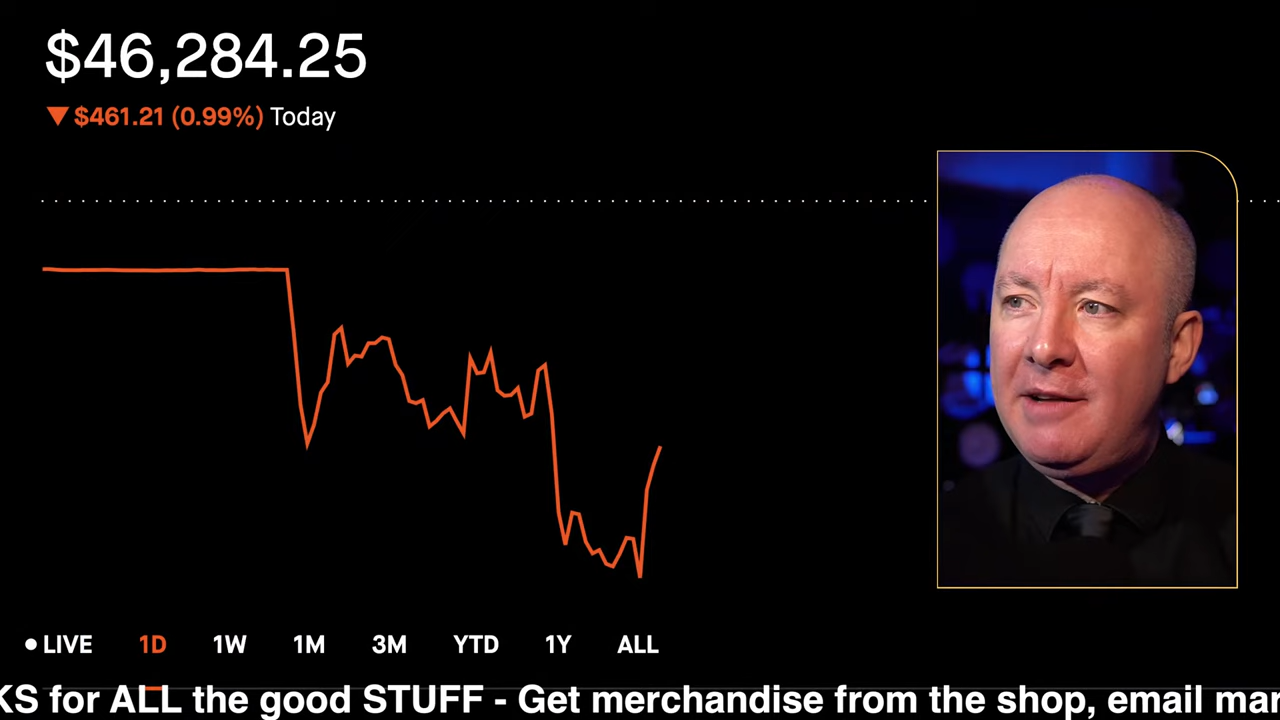 $46,284.25
▼ $461.21 (0.99%) Today
LIVE 1D 1W 1M 3M YTD 1Y ALL
KS for ALL the good STUFF - Get merchandise from the shop, email mar